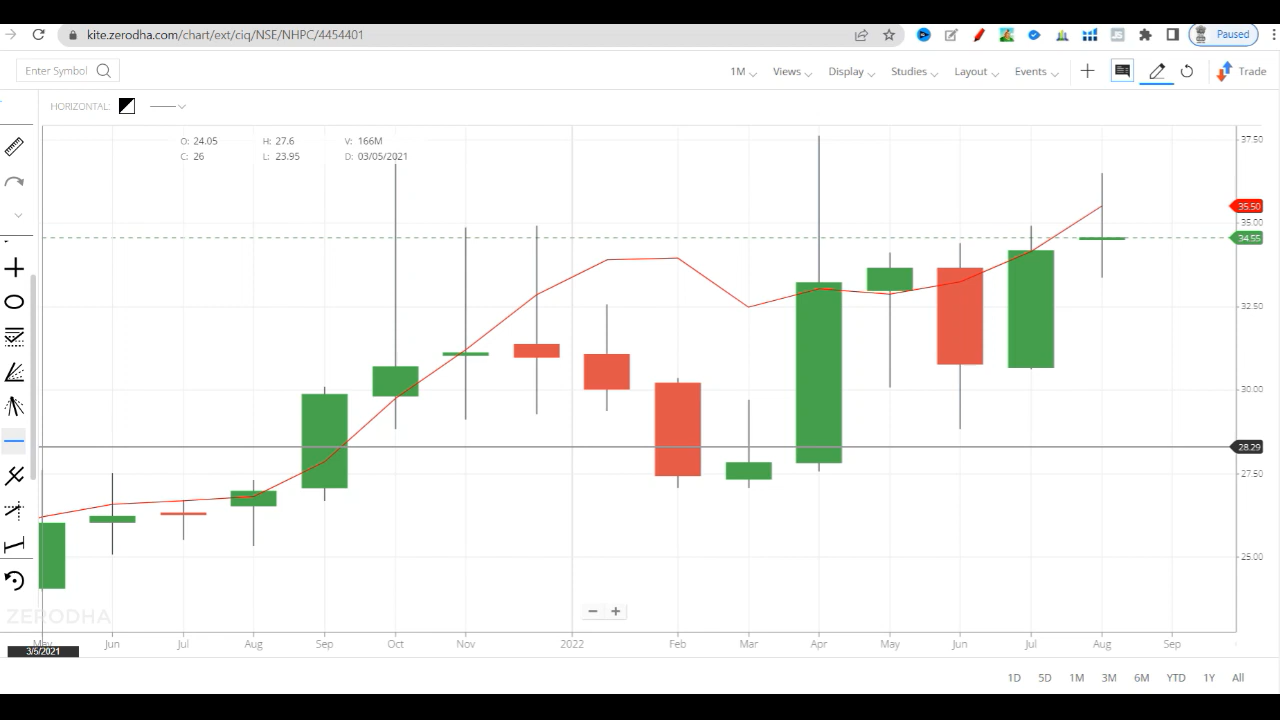 kite.zerodha.com/chart/ext/ciq/NSE/NHPC/4454401
Paused
Enter Symbol
1M Views Display Studies Layout Events Trade
HORIZONTAL:
O: 24.05 H: 27.6 V: 166M
C: 26 L: 23.95 D: 03/05/2021
37.50
35.50
35.00
34.55
32.50
30.00
28.29
27.50
25.00
ZERODHA
May Jun Jul Aug Sep Oct Nov 2022 Feb Mar Apr May Jun Jul Aug Sep
3/5/2021
1D 5D 1M 3M 6M YTD 1Y All